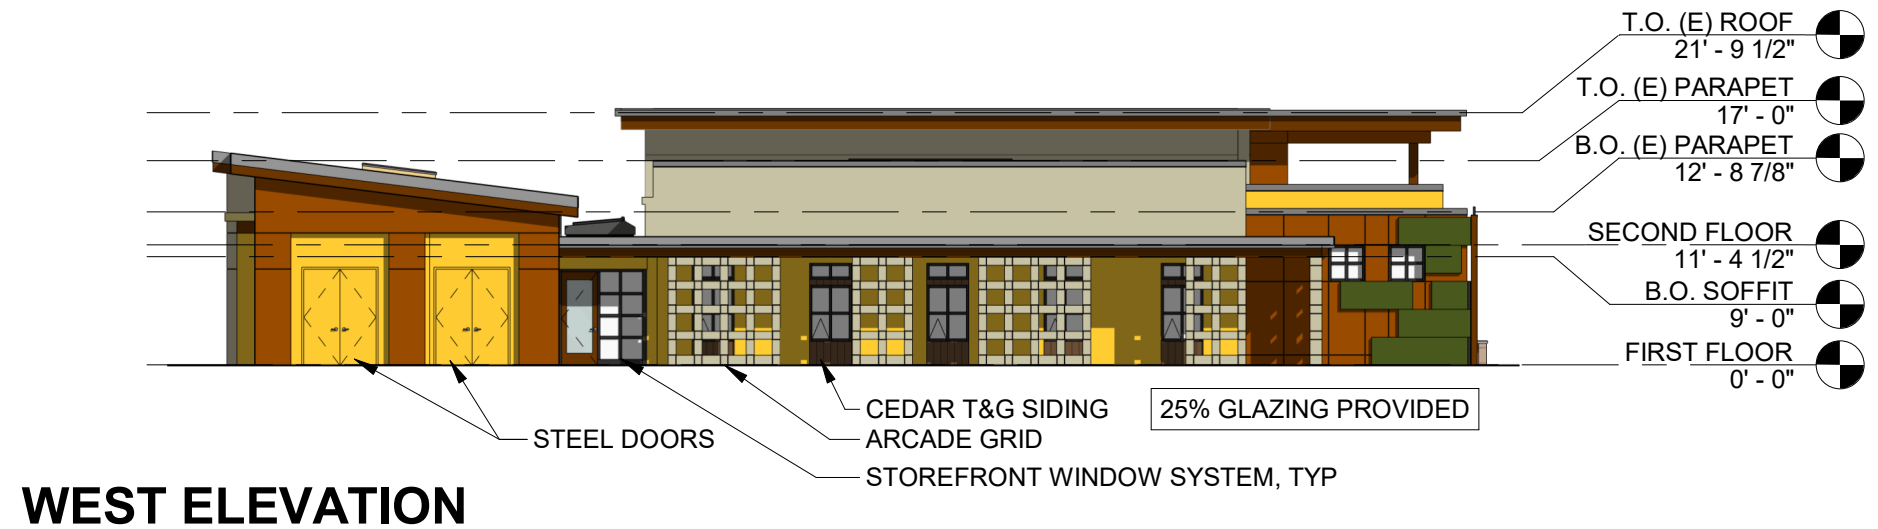 T.O. (E) ROOF
21' - 9 1/2"
T.O. (E) PARAPET
17' - 0"
B.O. (E) PARAPET
12' - 8 7/8"
SECOND FLOOR
11' - 4 1/2"
B.O. SOFFIT
9' - 0"
FIRST FLOOR
0' - 0"
CEDAR T&G SIDING
25% GLAZING PROVIDED
STEEL DOORS
ARCADE GRID
STOREFRONT WINDOW SYSTEM, TYP
WEST ELEVATION